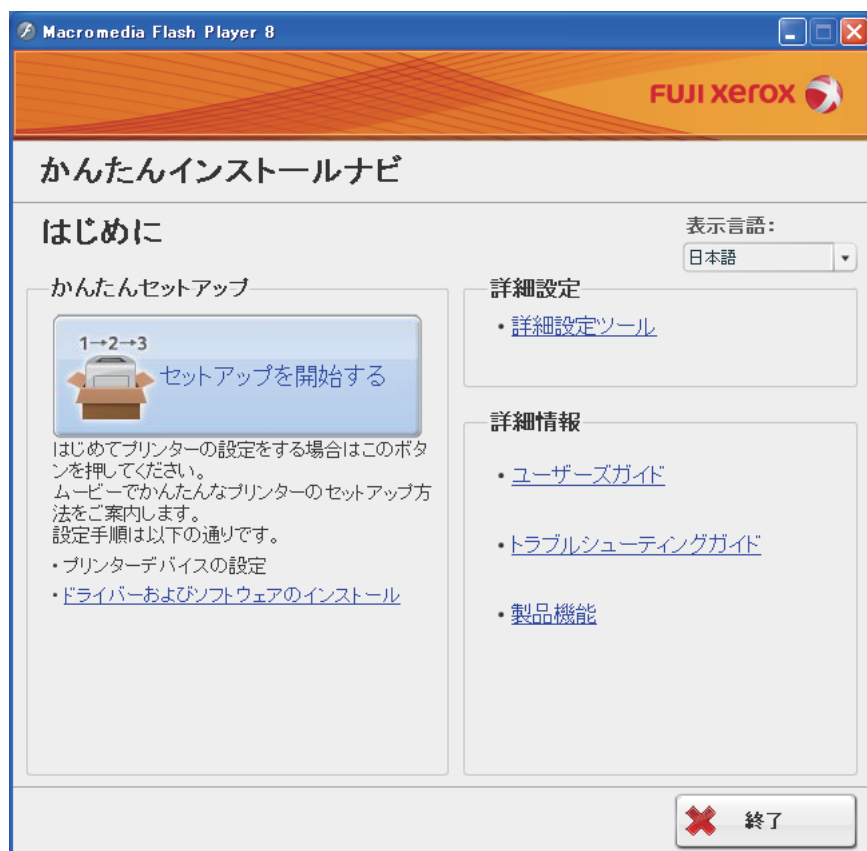 Macromedia Flash Player 8
FUJI xerox
かんたんインストールナビ
はじめに
表示言語:
日本語
かんたんセットアップ
1→2→3
セットアップを開始する
はじめてプリンターの設定をする場合はこのボタ
ンを押してください。
ムービーでかんたんなプリンターのセットアップ方
法をご案内します。
設定手順は以下の通りです。
・プリンターデバイスの設定
・ドライバーおよびソフトウェアのインストール
詳細設定
・詳細設定ツール
詳細情報
・ユーザーズガイド
・トラブルシューティングガイド
・製品機能
終了